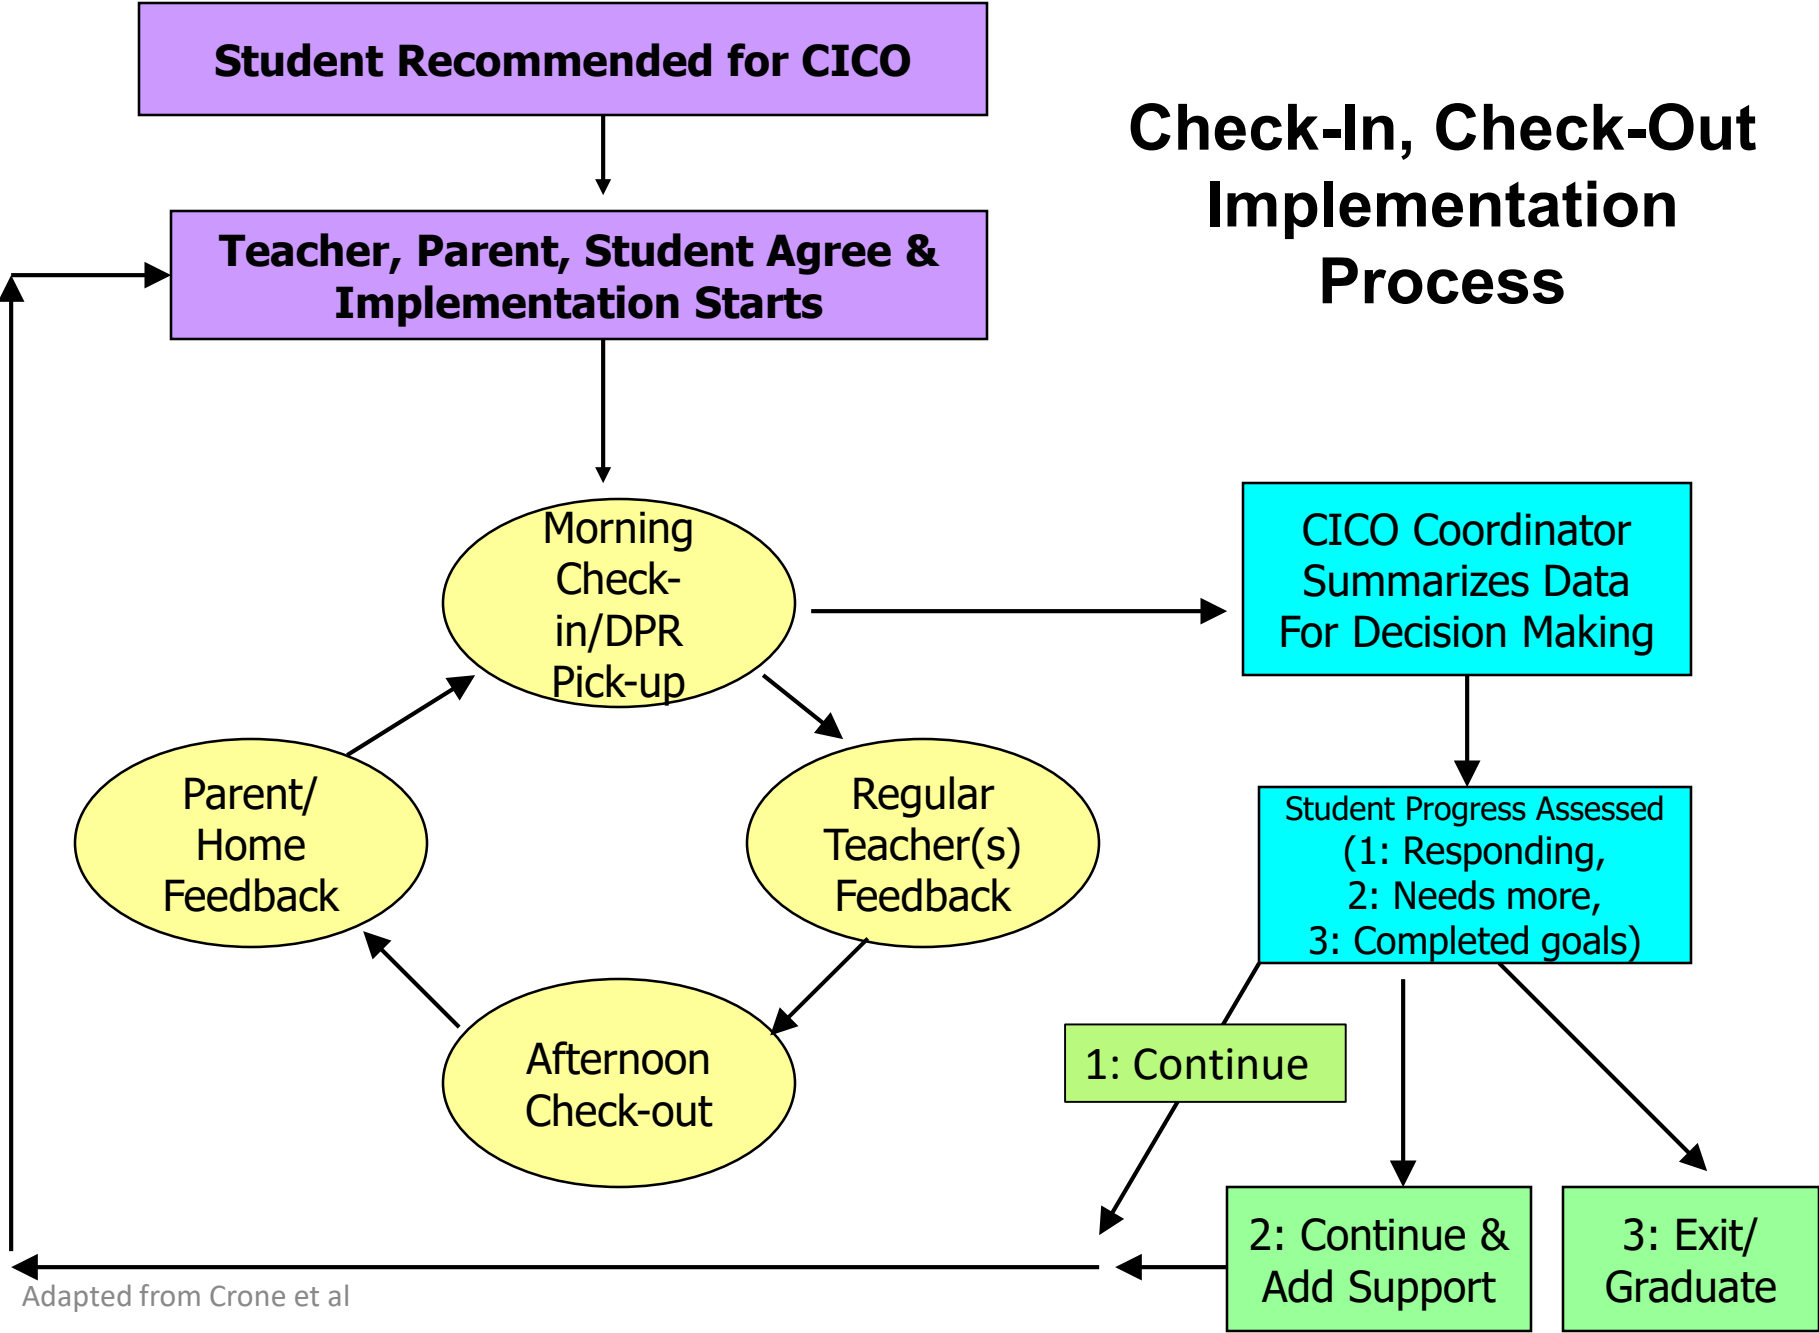 Student Recommended for CICO
Check-In, Check-Out
Implementation
Process
Teacher, Parent, Student Agree &
Implementation Starts
Morning
Check-
in/DPR
Pick-up
CICO Coordinator
Summarizes Data
For Decision Making
Parent/
Home
Feedback
Regular
Teacher(s)
Feedback
Student Progress Assessed
(1: Responding,
2: Needs more,
3: Completed goals)
Afternoon
Check-out
1: Continue
2: Continue &
Add Support
3: Exit/
Graduate
Adapted from Crone et al